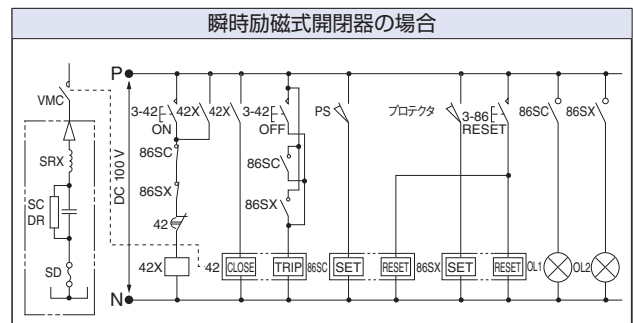 瞬時励磁式開閉器の場合
P
VMC
3-42
ON
42X
42X
3-42
OFF
PS
プロテクタ
3-86
RESET
86SC
86SX
86SC
86SX
86SC
86SX
42
SRX
SC
DR
SD
DC 100 V
42X
42
CLOSE
TRIP
86SC
SET
RESET
86SX
SET
RESET
OL1
OL2
N